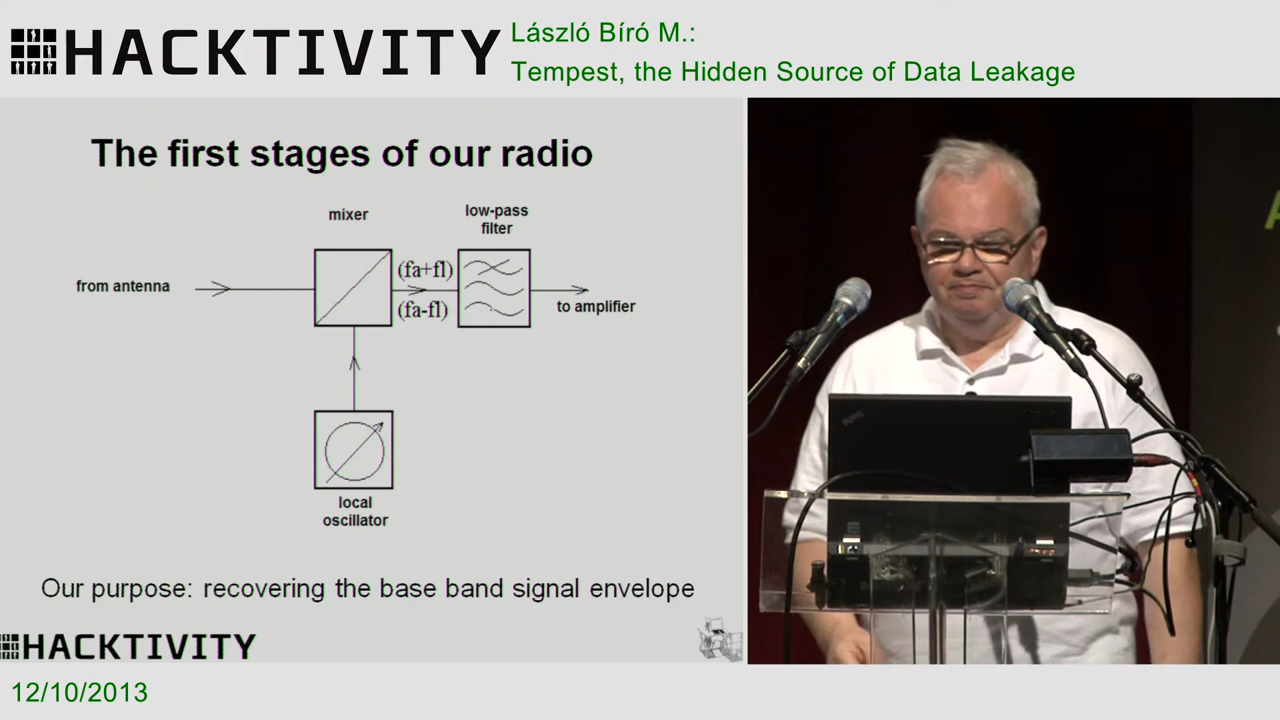 HACKTIVITY
László Bíró M.:
Tempest, the Hidden Source of Data Leakage
The first stages of our radio
mixer
low-pass
filter
from antenna
(fa+fl)
(fa-fl)
to amplifier
local
oscillator
Our purpose: recovering the base band signal envelope
HACKTIVITY
12/10/2013